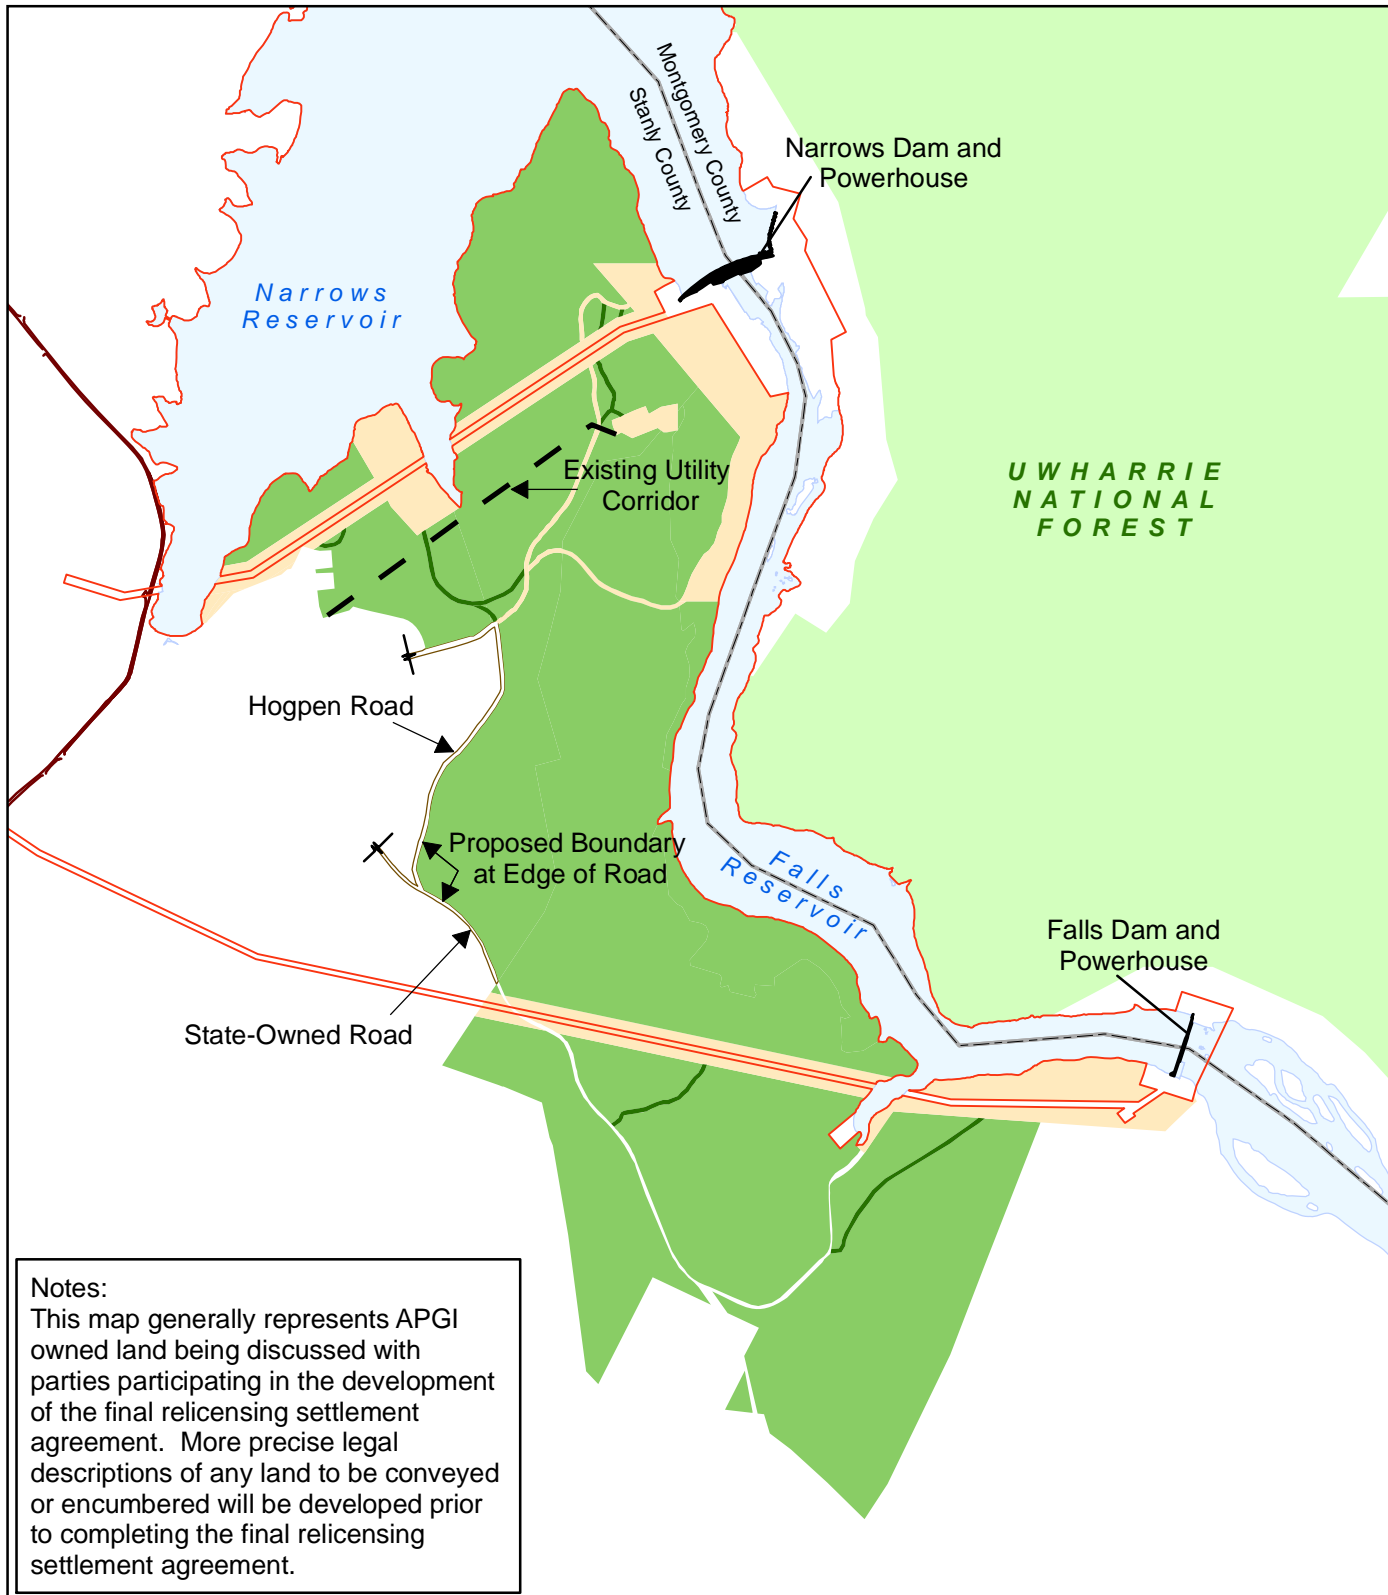 Montgomery County
Stanly County
Narrows Dam and
Powerhouse
Narrows
Reservoir
Existing Utility
Corridor
UWHARRIE
NATIONAL
FOREST
Hogpen Road
Proposed Boundary
at Edge of Road
Falls
Reservoir
Falls Dam and
Powerhouse
State-Owned Road
Notes:
This map generally represents APGI
owned land being discussed with
parties participating in the development
of the final relicensing settlement
agreement.  More precise legal
descriptions of any land to be conveyed
or encumbered will be developed prior
to completing the final relicensing
settlement agreement.